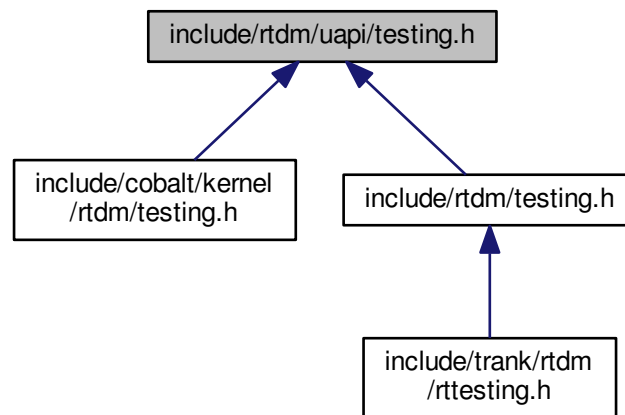 include/rtdm/uapi/testing.h
include/cobalt/kernel
/rtdm/testing.h
include/rtdm/testing.h
include/trank/rtdm
/rttesting.h